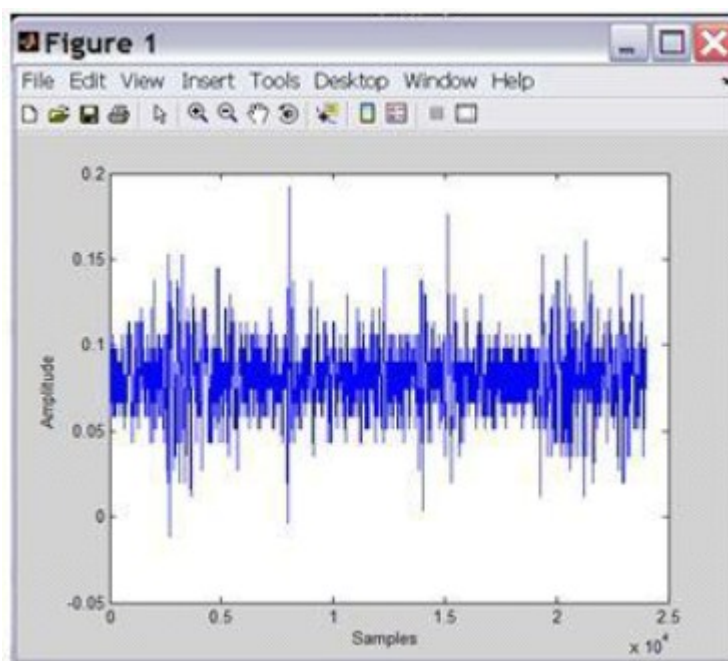 Figure 1
File Edit View Insert Tools Desktop Window Help
0.2
0.15
0.1
0.05
0
-0.05
Amplitude
0 0.5 1 1.5 2 2.5
Samples
x 10^4